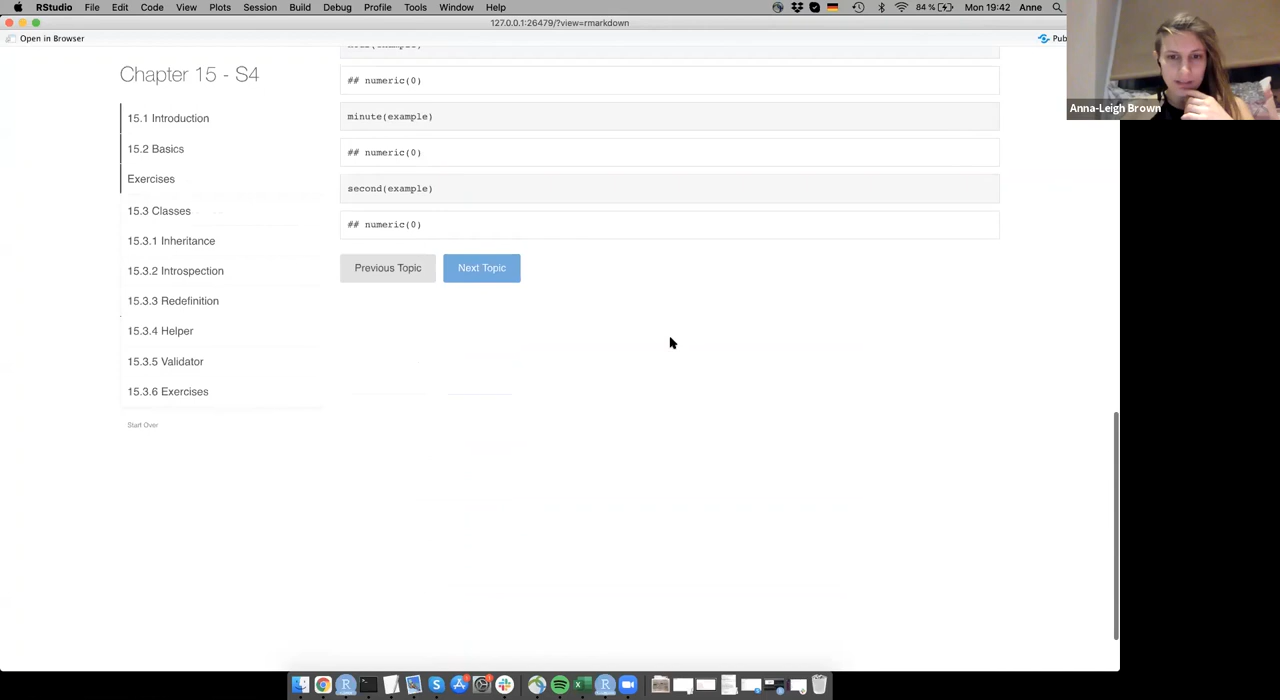 RStudio File Edit Code View Plots Session Build Debug Profile Tools Window Help 84 % Mon 19:42 Anne
127.0.0.1:26479/?view=rmarkdown
Open in Browser
Pub
Anna-Leigh Brown
Chapter 15 - S4
15.1 Introduction
15.2 Basics
Exercises
15.3 Classes
15.3.1 Inheritance
15.3.2 Introspection
15.3.3 Redefinition
15.3.4 Helper
15.3.5 Validator
15.3.6 Exercises
Start Over
## numeric(0)
minute(example)
## numeric(0)
second(example)
## numeric(0)
Previous Topic Next Topic